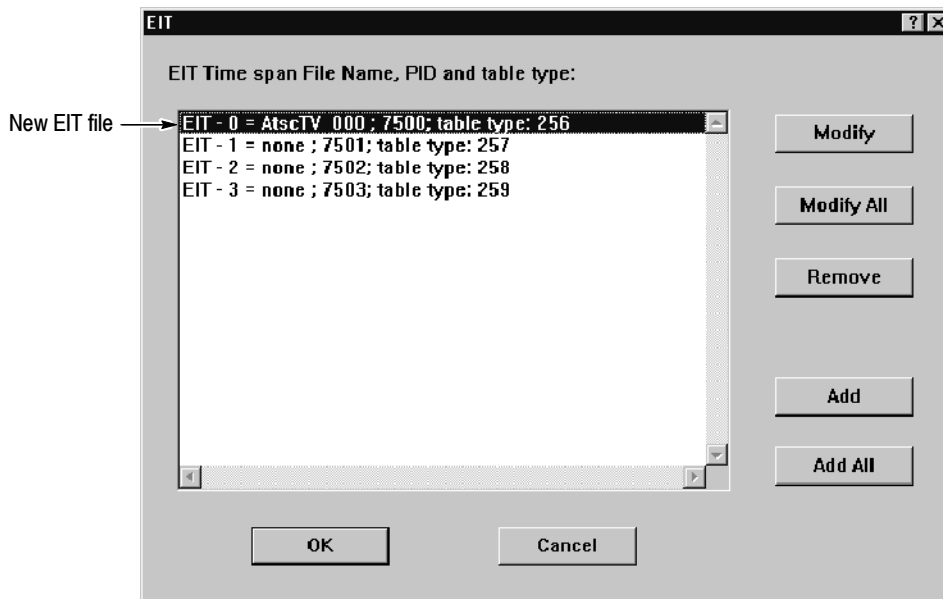 EIT
EIT Time span File Name, PID and table type:
New EIT file
EIT - 0 = AtscTV_000 ; 7500; table type: 256
EIT - 1 = none ; 7501; table type: 257
EIT - 2 = none ; 7502; table type: 258
EIT - 3 = none ; 7503; table type: 259
Modify
Modify All
Remove
Add
Add All
OK
Cancel